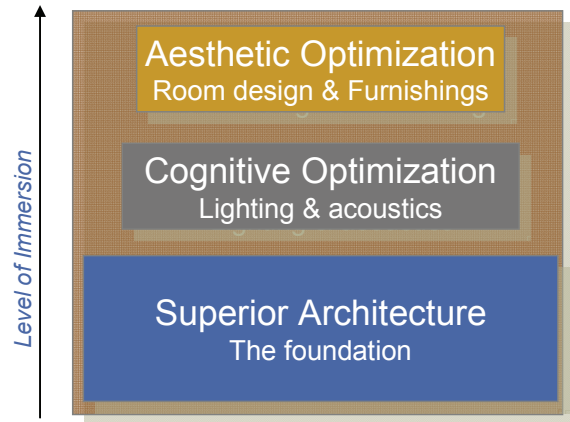 Aesthetic Optimization
Room design & Furnishings
Cognitive Optimization
Lighting & acoustics
Superior Architecture
The foundation
Level of Immersion